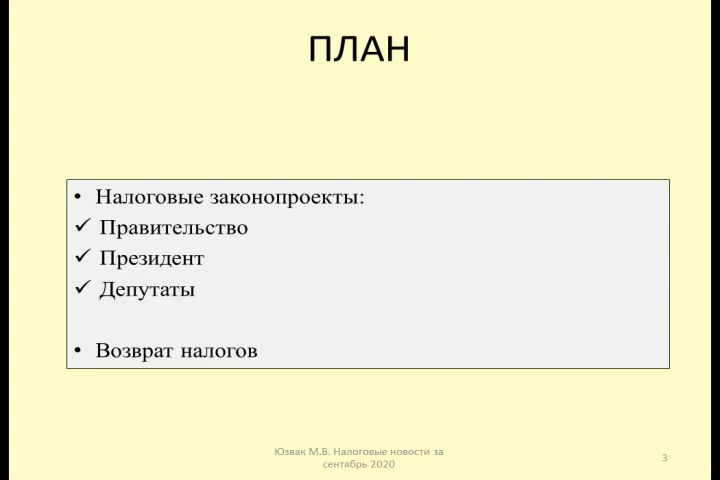 ПЛАН
• Налоговые законопроекты:
✓ Правительство
✓ Президент
✓ Депутаты
• Возврат налогов
Юзвак М.В. Налоговые новости за
сентябрь 2020
3